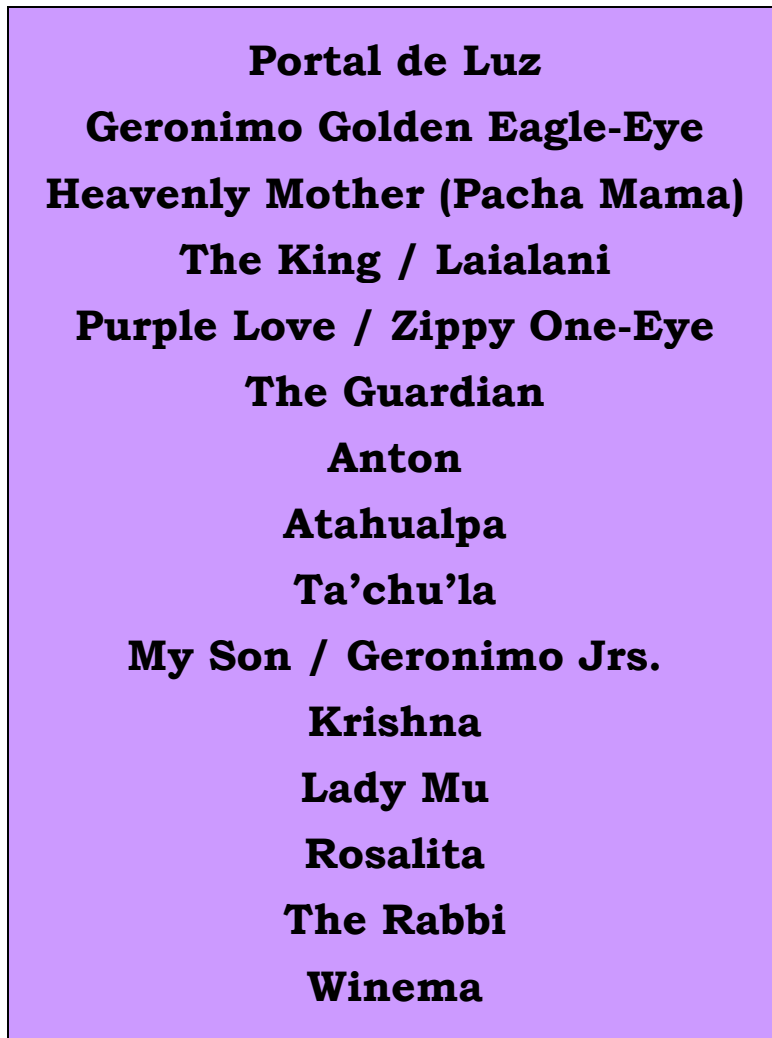 Portal de Luz
Geronimo Golden Eagle-Eye
Heavenly Mother (Pacha Mama)
The King / Laialani
Purple Love / Zippy One-Eye
The Guardian
Anton
Atahualpa
Ta’chu’la
My Son / Geronimo Jrs.
Krishna
Lady Mu
Rosalita
The Rabbi
Winema